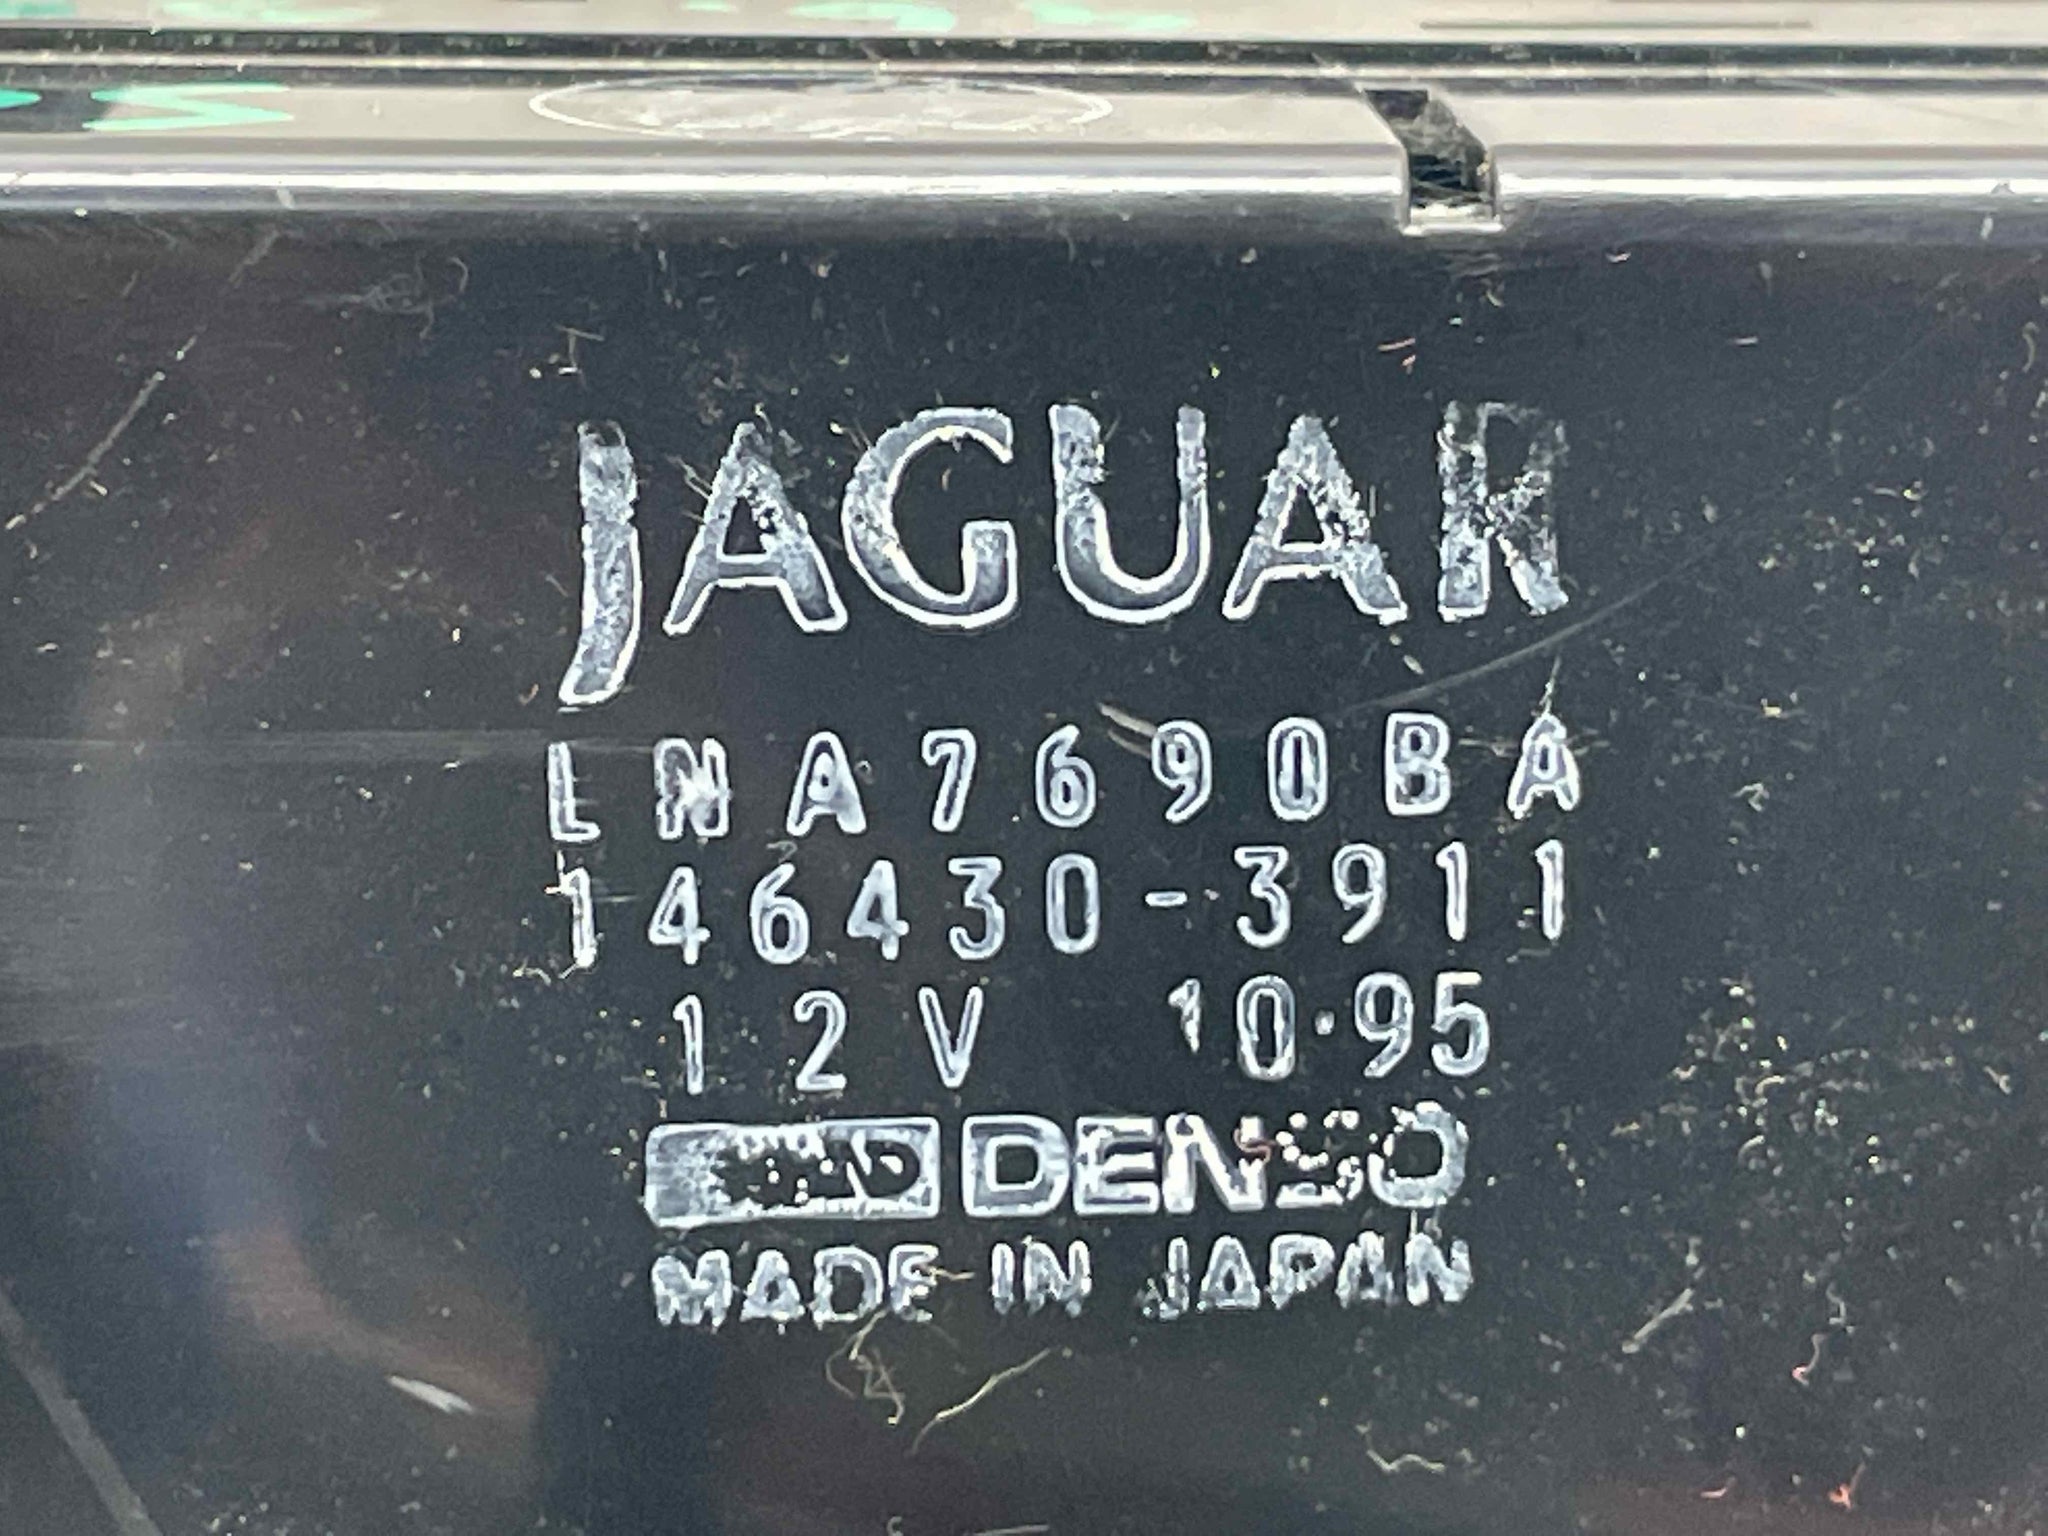 JAGUAR
LNA7690BA
146430-3911
12V 10·95
DENSO
MADE IN JAPAN